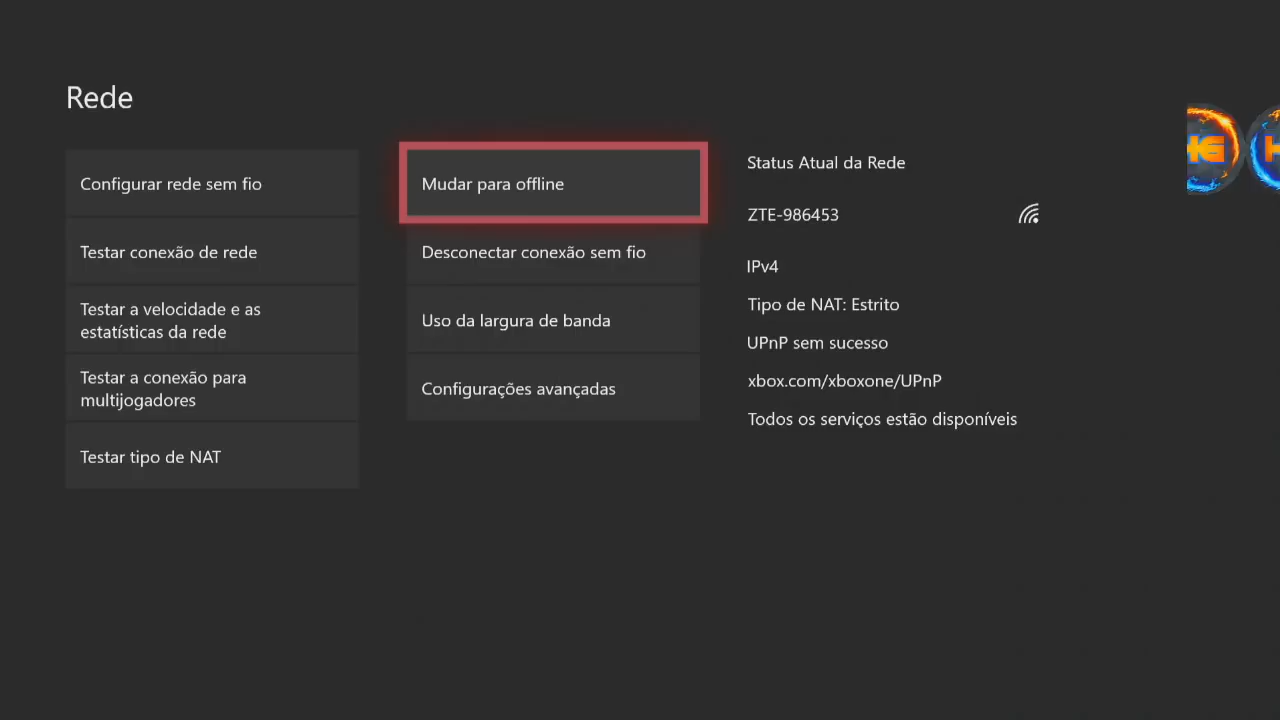 Rede
Configurar rede sem fio
Testar conexão de rede
Testar a velocidade e as
estatísticas da rede
Testar a conexão para
multijogadores
Testar tipo de NAT
Mudar para offline
Desconectar conexão sem fio
Uso da largura de banda
Configurações avançadas
Status Atual da Rede
ZTE-986453
IPv4
Tipo de NAT: Estrito
UPnP sem sucesso
xbox.com/xboxone/UPnP
Todos os serviços estão disponíveis